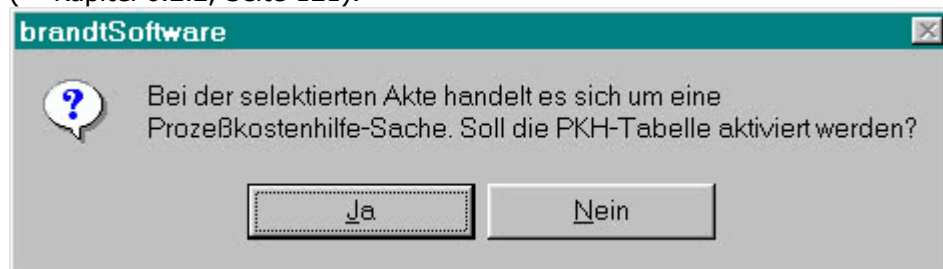 brandtSoftware
Bei der selektierten Akte handelt es sich um eine
Prozeßkostenhilfe-Sache. Soll die PKH-Tabelle aktiviert werden?
Ja
Nein